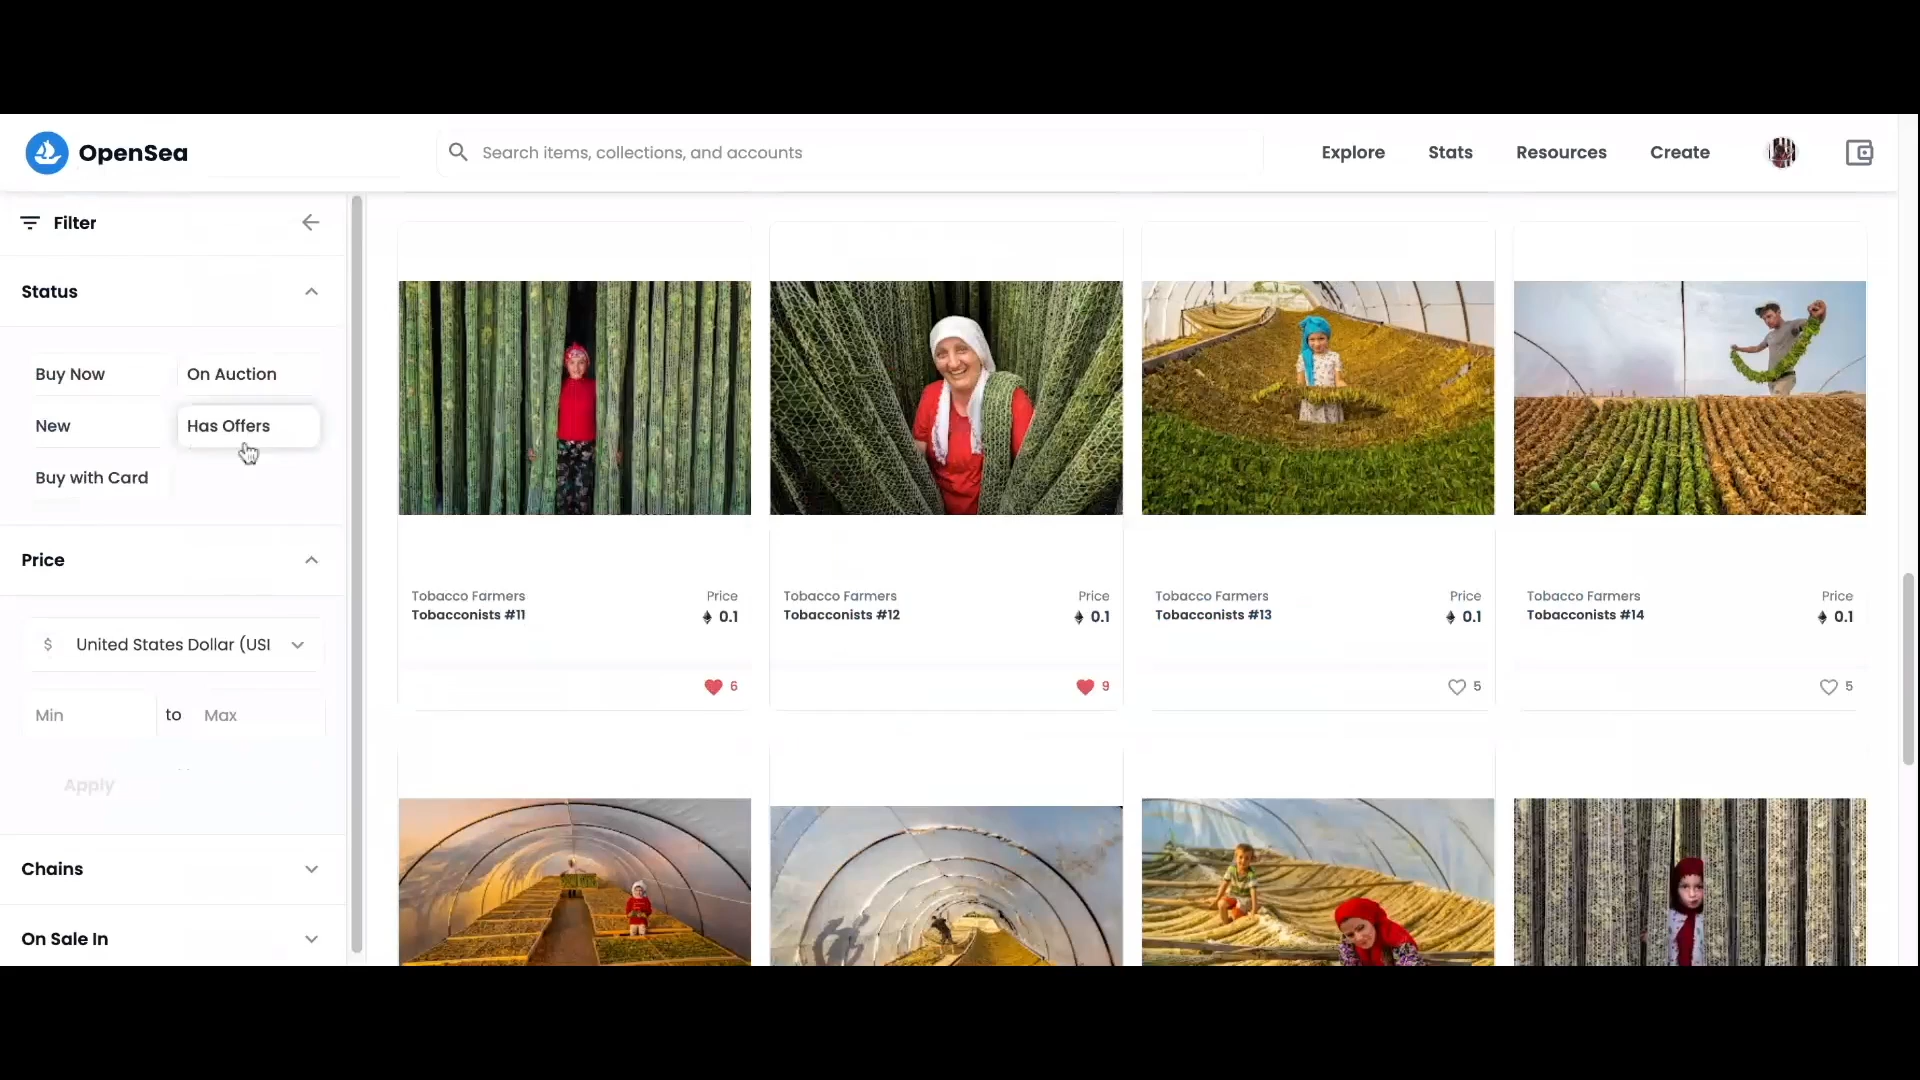 OpenSea
Search items, collections, and accounts
Explore
Stats
Resources
Create
Filter
Status
Buy Now
On Auction
New
Has Offers
Buy with Card
Price
$ United States Dollar (USI
Min to Max
Apply
Chains
On Sale In
Tobacco Farmers Price
Tobacconists #11 0.1
6
Tobacco Farmers Price
Tobacconists #12 0.1
9
Tobacco Farmers Price
Tobacconists #13 0.1
5
Tobacco Farmers Price
Tobacconists #14 0.1
5